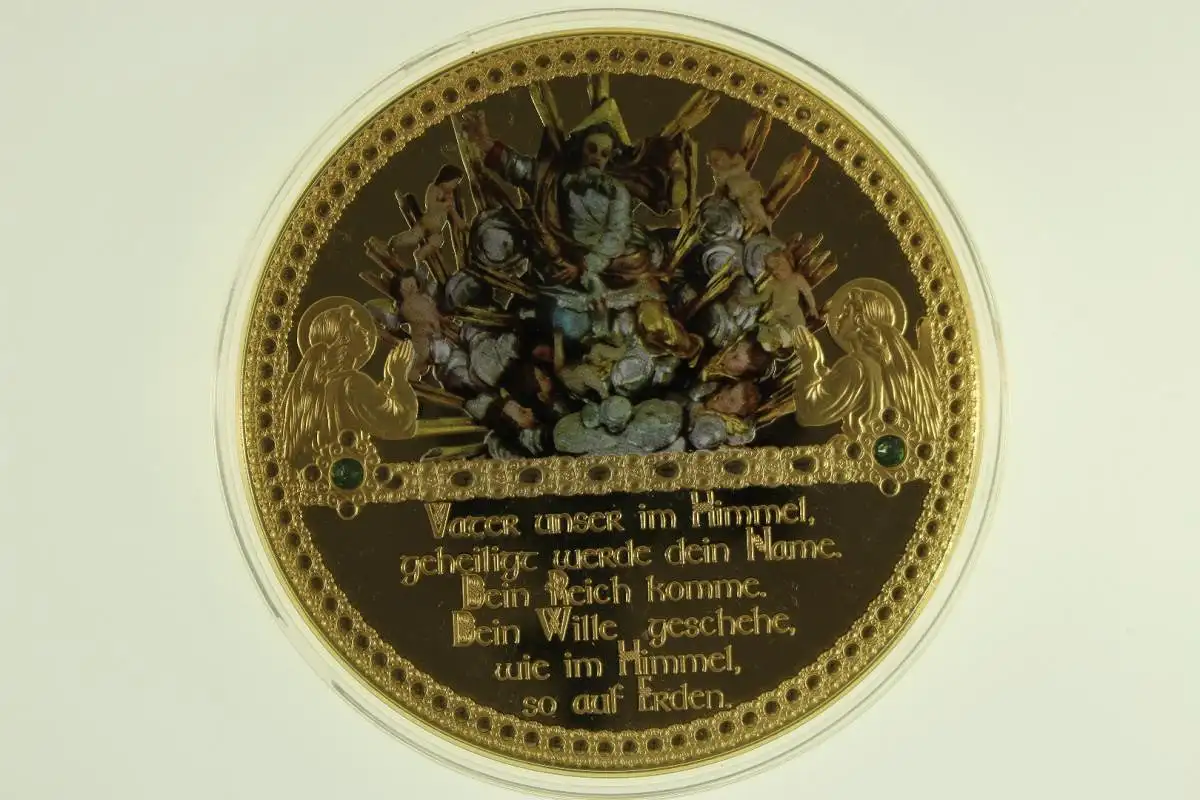 Vater unser im Himmel,
geheiligt werde dein Name.
Dein Reich komme.
Dein Wille geschehe,
wie im Himmel,
so auf Erden.